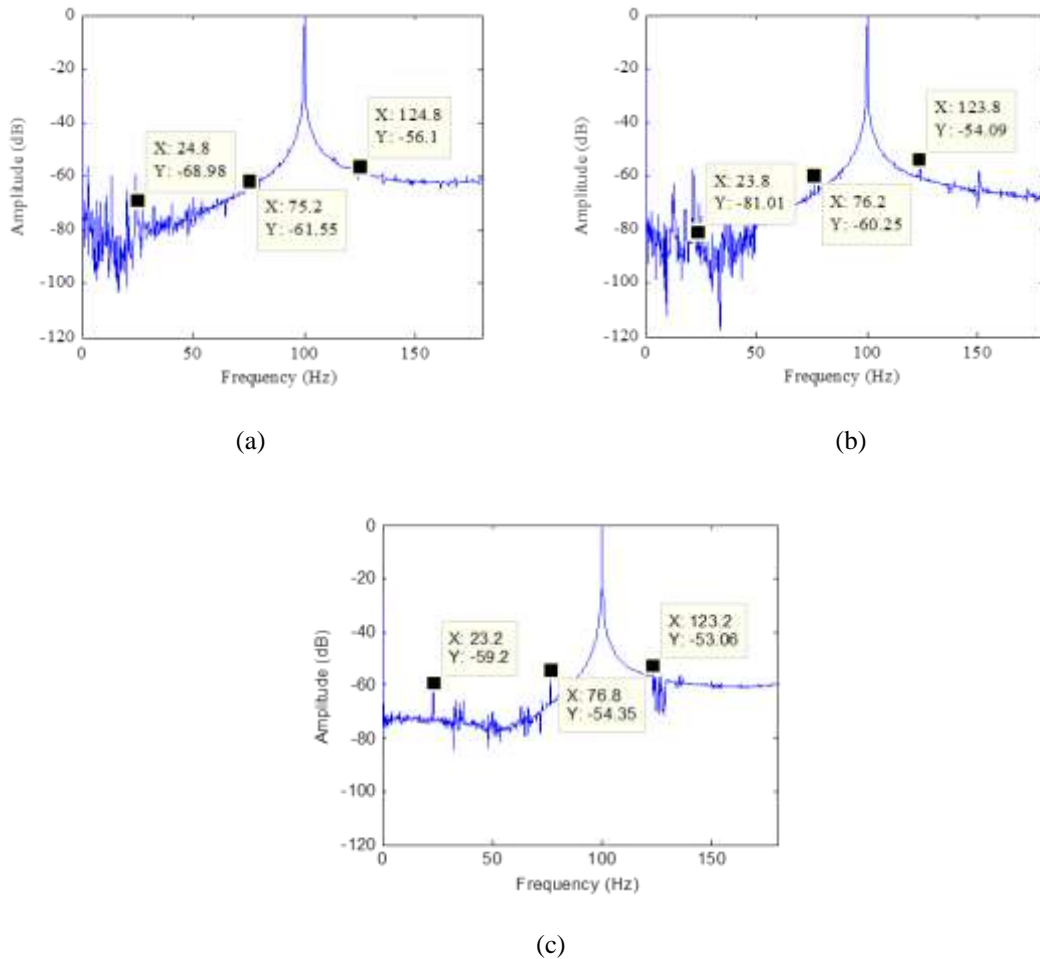 0
-20
-40
-60
-80
-100
-120
Amplitude (dB)
X: 24.8
Y: -68.98
X: 124.8
Y: -56.1
X: 75.2
Y: -61.55
0
50
100
150
Frequency (Hz)
(a)
0
-20
-40
-60
-80
-100
-120
Amplitude (dB)
X: 123.8
Y: -54.09
X: 23.8
Y: -81.01
X: 76.2
Y: -60.25
0
50
100
150
Frequency (Hz)
(b)
0
-20
-40
-60
-80
-100
-120
Amplitude (dB)
X: 23.2
Y: -59.2
X: 123.2
Y: -53.06
X: 76.8
Y: -54.35
0
50
100
150
Frequency (Hz)
(c)